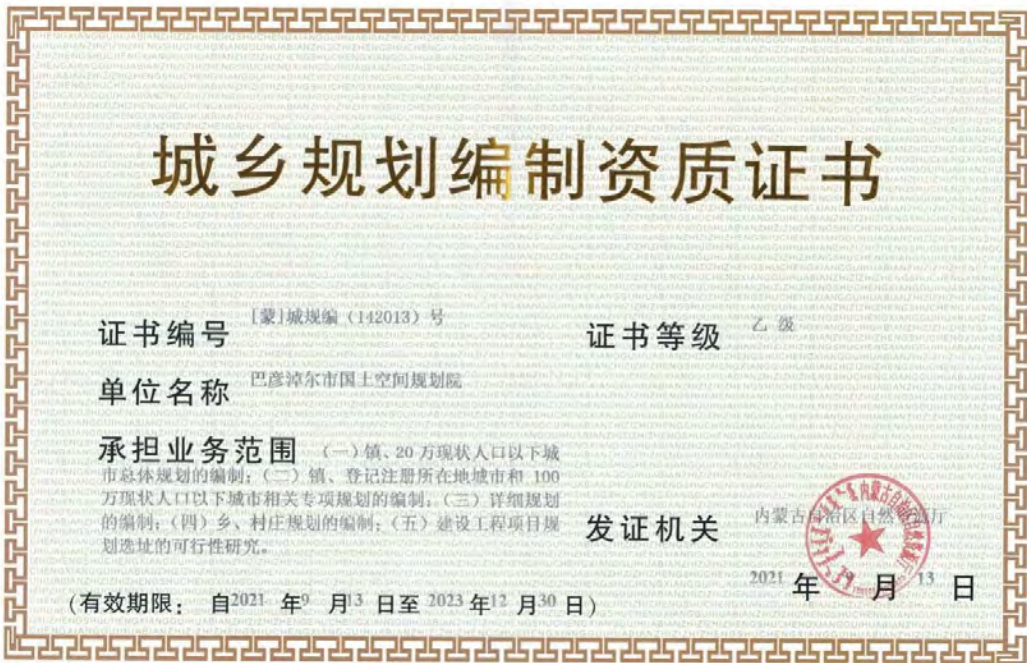 城乡规划编制资质证书
证书编号 [蒙]城规编（142013）号
证书等级 乙 级
单位名称 巴彦淖尔市国土空间规划院
承担业务范围 （一）镇、20 万现状人口以下城
市总体规划的编制；（二）镇、登记注册所在地城市和 100
万现状人口以下城市相关专项规划的编制；（三）详细规划
的编制；（四）乡、村庄规划的编制；（五）建设工程项目规
划选址的可行性研究。
发证机关 内蒙古自治区自然资源厅
2021 年 月 13 日
(有效期限： 自2021 年9 月13 日至 2023 年12 月30 日)